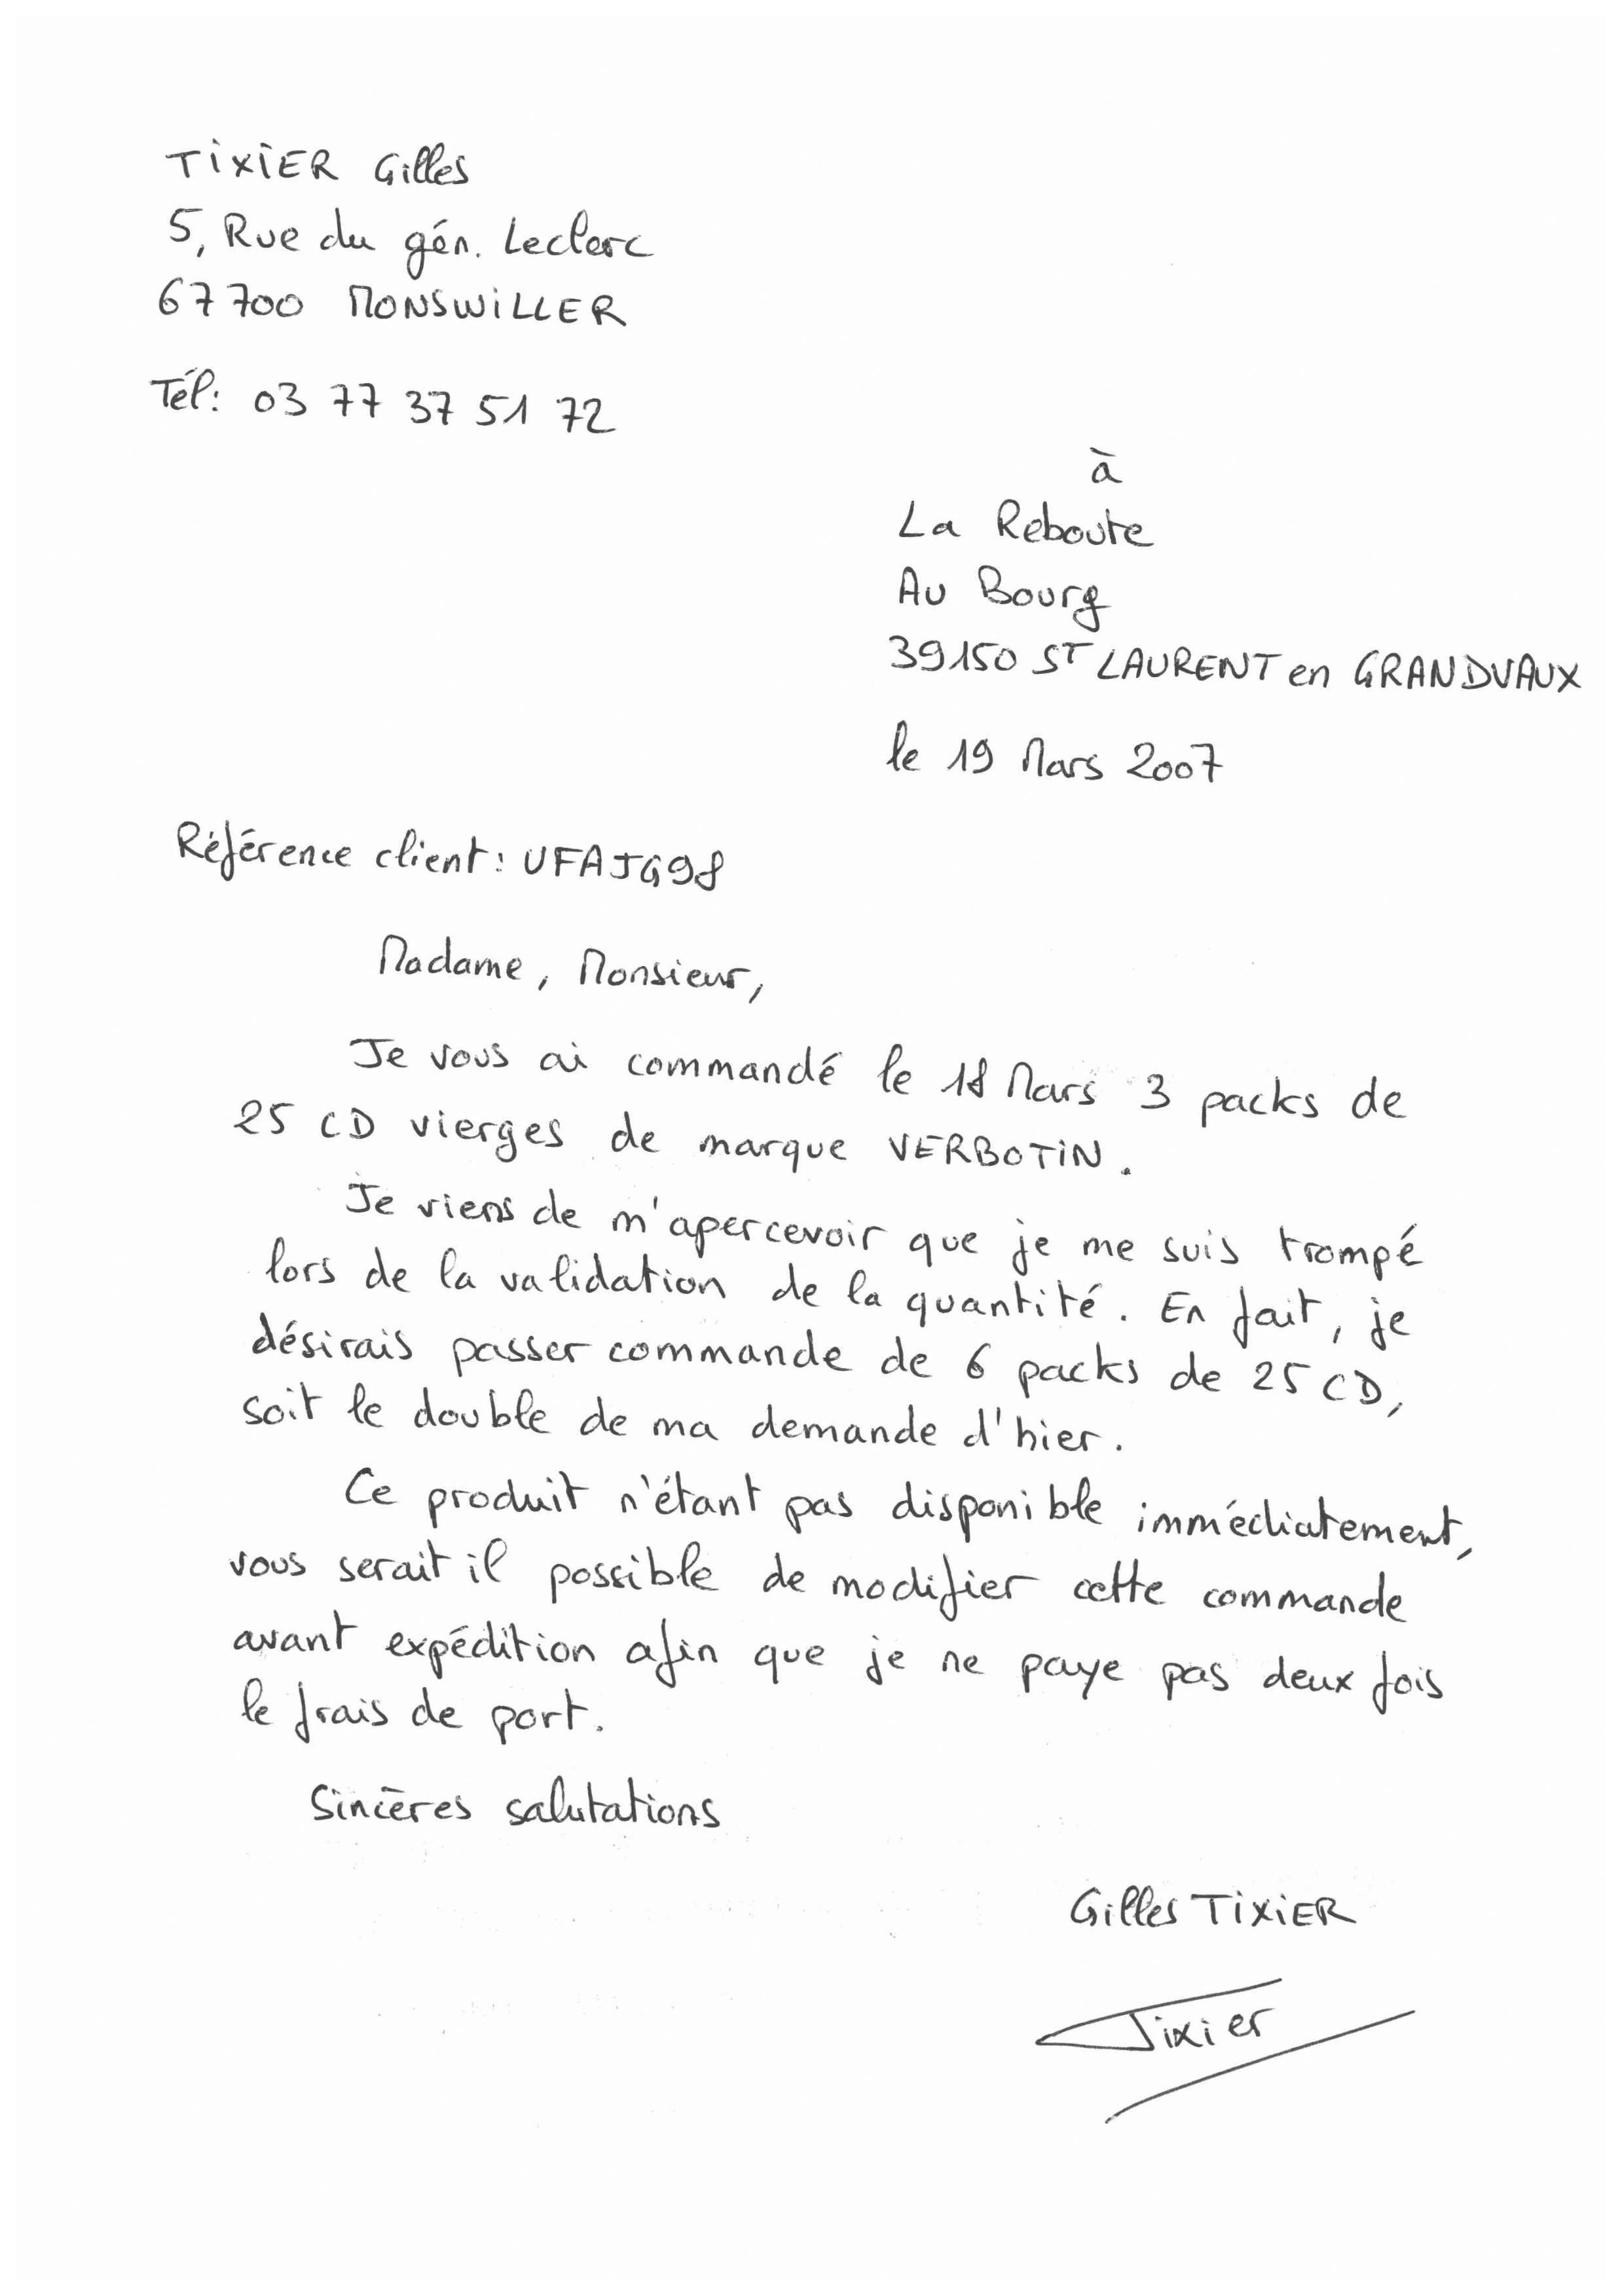 TIXIER Gilles
5, Rue du gén. Leclerc
67700 MONSWILLER
Tél: 03 77 37 51 72
à
La Reboute
Au Bourg
39150 ST LAURENT en GRANDVAUX
le 19 Mars 2007
Référence client: UFAJG98
Madame, Monsieur,
Je vous ai commandé le 18 Mars 3 packs de
25 CD vierges de marque VERBOTIN.
Je viens de m'apercevoir que je me suis trompé
lors de la validation de la quantité. En fait, je
désirais passer commande de 6 packs de 25 CD,
soit le double de ma demande d'hier.
Ce produit n'étant pas disponible immédiatement,
vous serait il possible de modifier cette commande
avant expédition afin que je ne paye pas deux fois
le frais de port.
Sincères salutations
Gilles TIXIER
Tixier